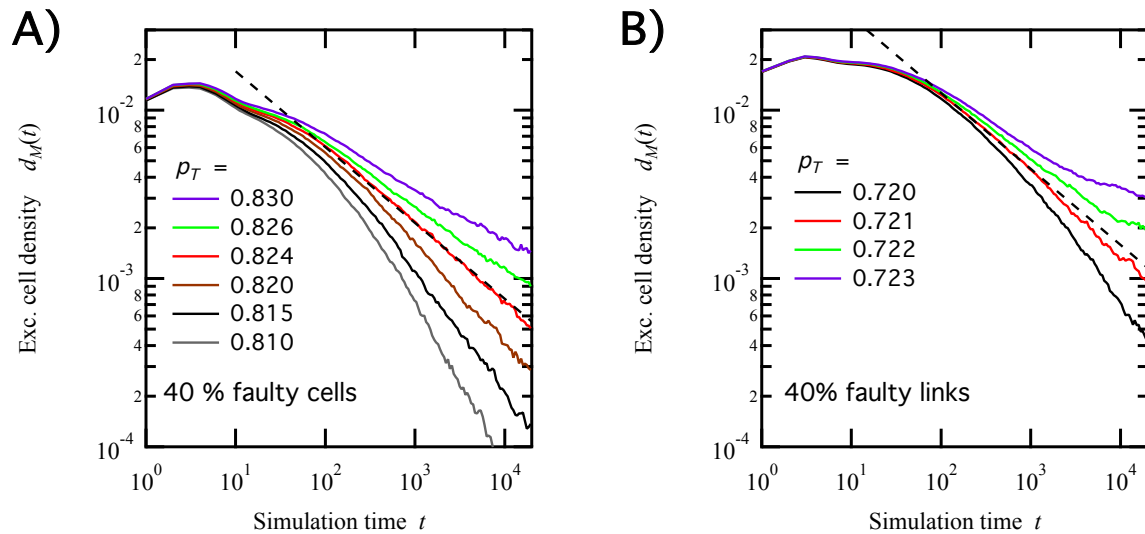 A)
Exc. cell density d_M(t)
2
10^-2
8
6
4
2
10^-3
8
6
4
2
10^-4
p_T =
0.830
0.826
0.824
0.820
0.815
0.810
40 % faulty cells
10^0 10^1 10^2 10^3 10^4
Simulation time t
B)
Exc. cell density d_M(t)
2
10^-2
8
6
4
2
10^-3
8
6
4
2
10^-4
p_T =
0.720
0.721
0.722
0.723
40% faulty links
10^0 10^1 10^2 10^3 10^4
Simulation time t